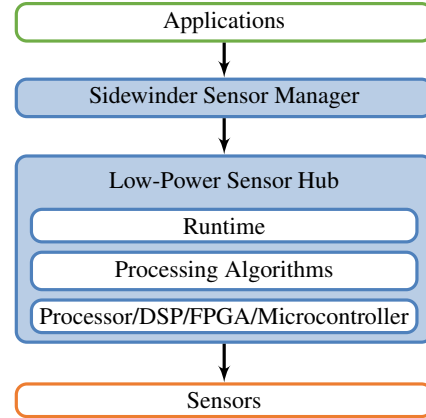 Applications
Sidewinder Sensor Manager
Low-Power Sensor Hub
Runtime
Processing Algorithms
Processor/DSP/FPGA/Microcontroller
Sensors